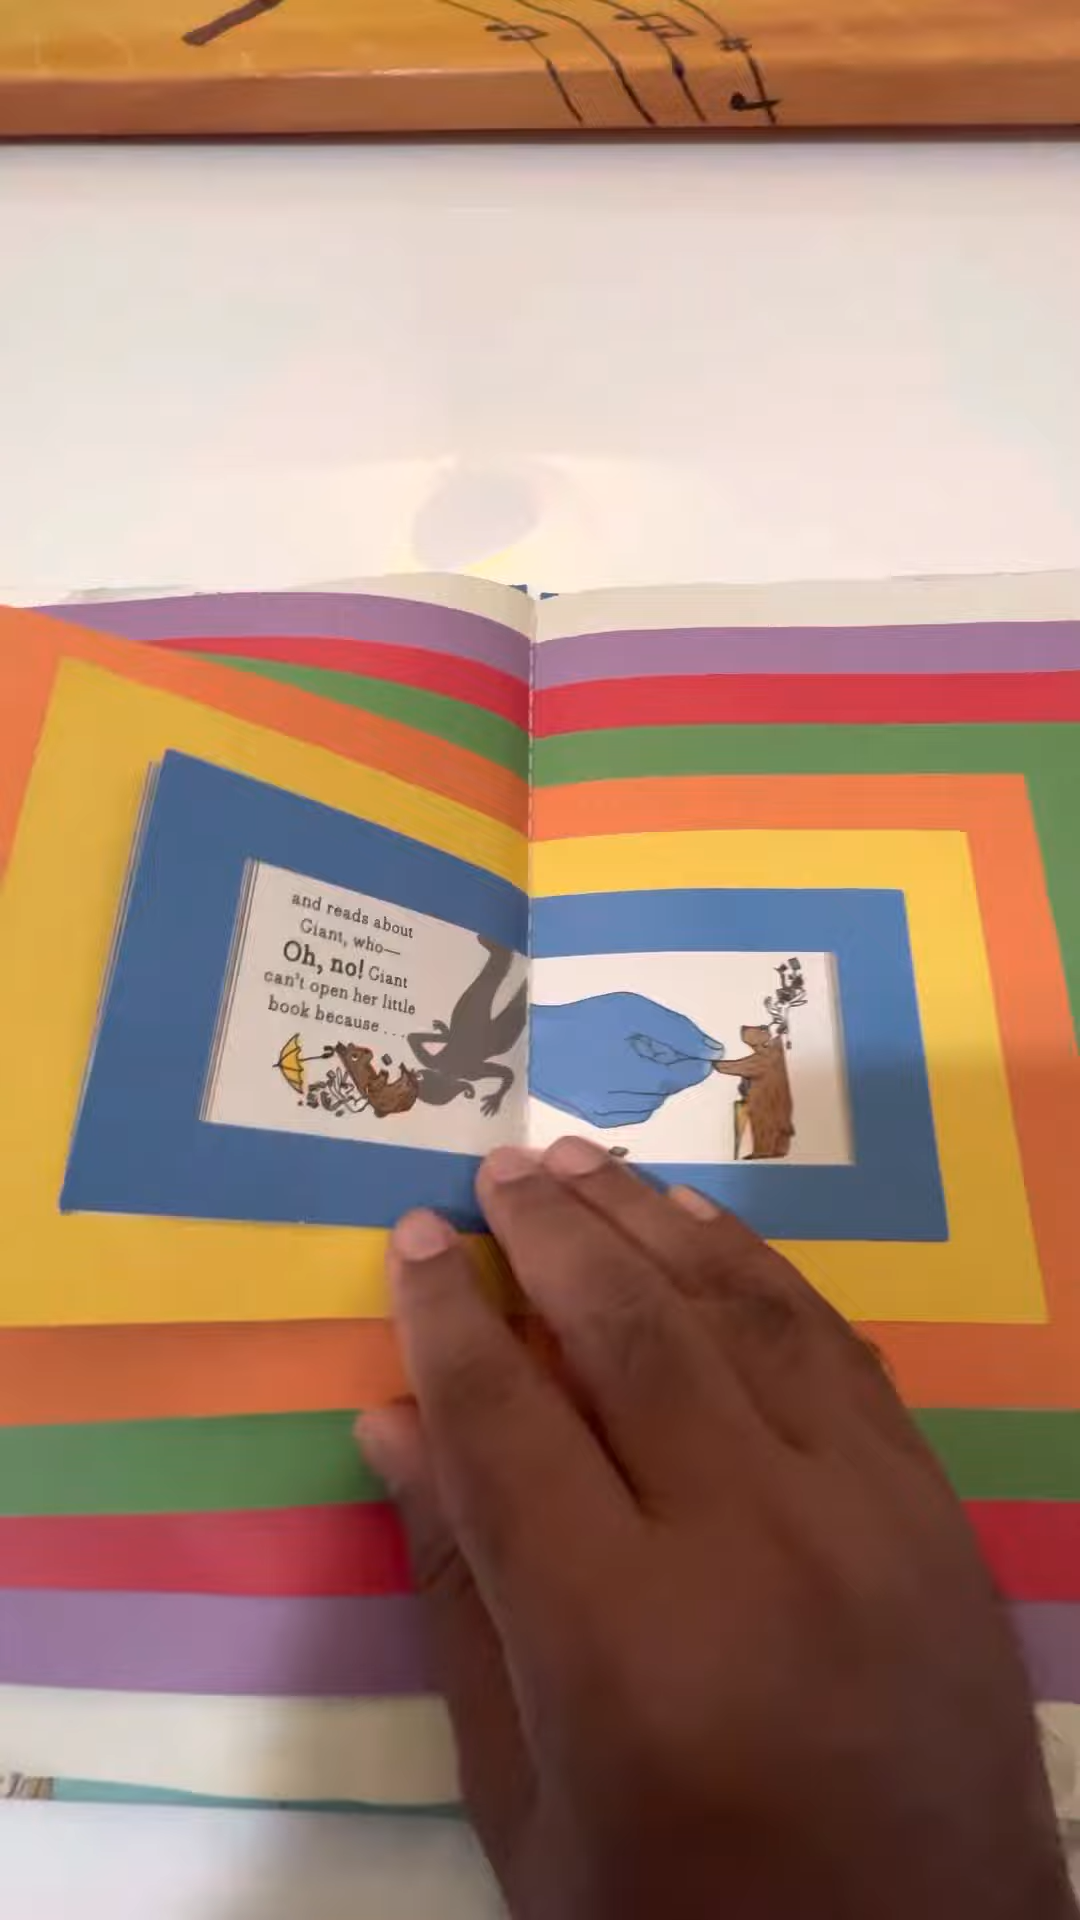 and reads about
Giant, who—
Oh, no! Giant
can't open her little
book because . . .